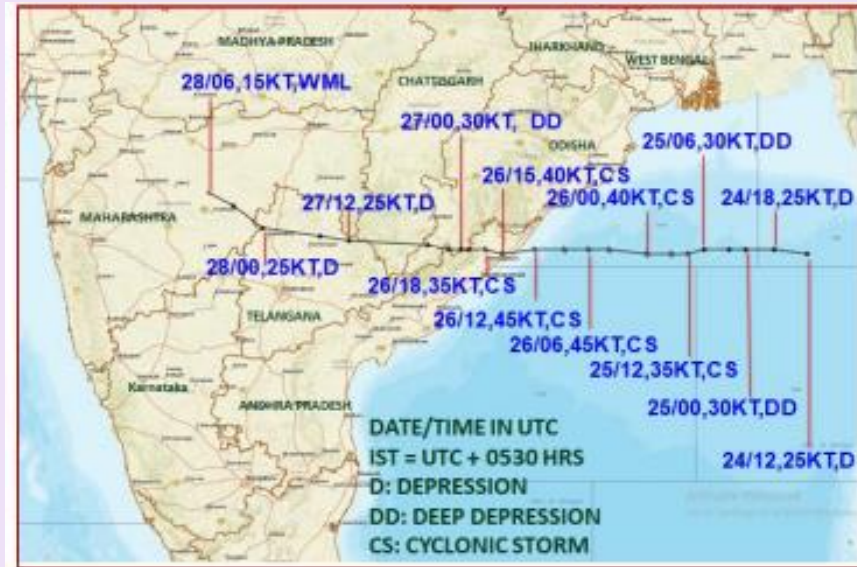 MADHYA PRADESH
JHARKHAND
WEST BENGAL
28/06,15KT,WML
CHATTISGARH
27/00,30KT, DD
ODISHA
25/06,30KT,DD
26/15,40KT,CS
26/00,40KT,CS
24/18,25KT,D
27/12,25KT,D
MAHARASHTRA
28/00,25KT,D
26/18,35KT,CS
TELANGANA
26/12,45KT,CS
26/06,45KT,CS
25/12,35KT,CS
Karnataka
ANDHRA PRADESH
25/00,30KT,DD
24/12,25KT,D
DATE/TIME IN UTC
IST = UTC + 0530 HRS
D: DEPRESSION
DD: DEEP DEPRESSION
CS: CYCLONIC STORM